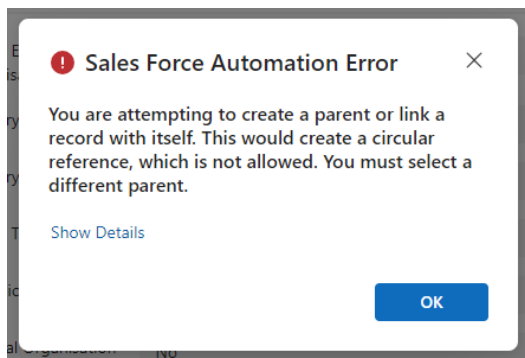 Sales Force Automation Error
You are attempting to create a parent or link a
record with itself. This would create a circular
reference, which is not allowed. You must select a
different parent.
Show Details
OK
No